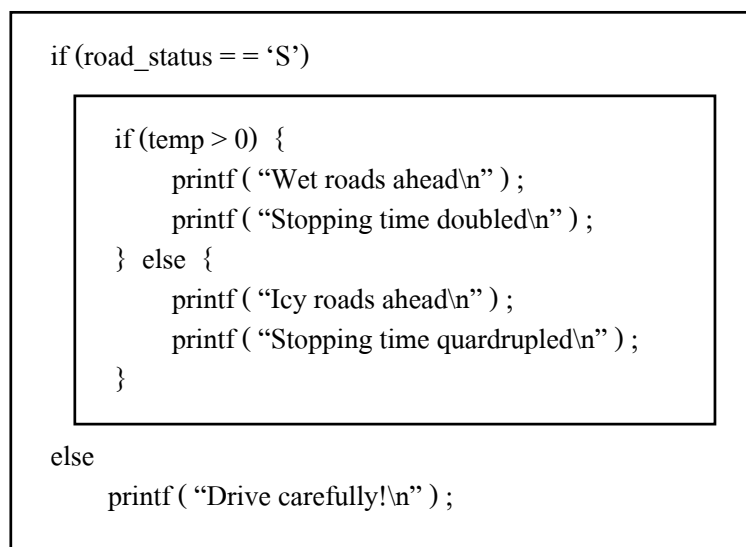 if (road_status = = ‘S’)
if (temp > 0) {
printf ( “Wet roads ahead\n” ) ;
printf ( “Stopping time doubled\n” ) ;
} else {
printf ( “Icy roads ahead\n” ) ;
printf ( “Stopping time quardrupled\n” ) ;
}
else
printf ( “Drive carefully!\n” ) ;